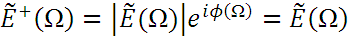 Ẽ⁺(Ω) = |Ẽ(Ω)|e^{iϕ(Ω)} = Ẽ(Ω)